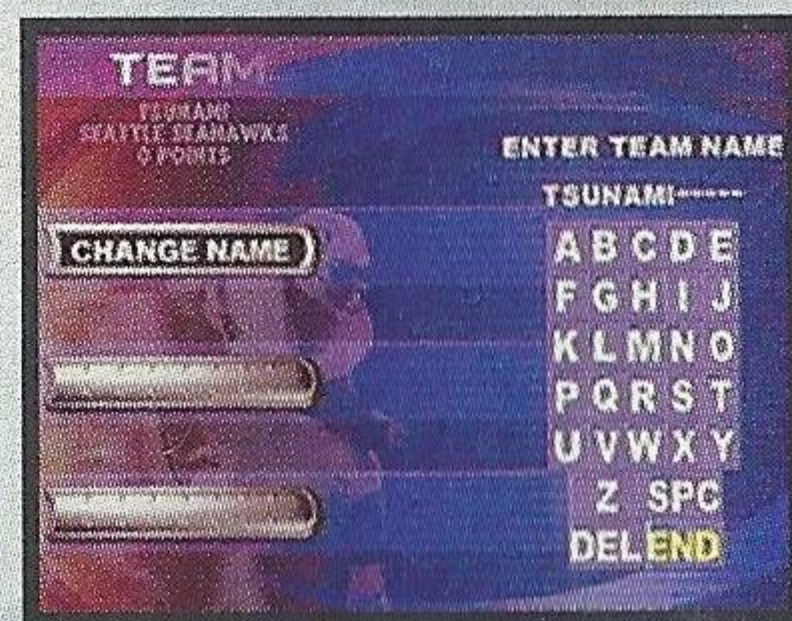 TEAM
TSUNAMI
SEATTLE SEAHAWKS
0 POINTS
ENTER TEAM NAME
TSUNAMI-----
CHANGE NAME
A B C D E
F G H I J
K L M N O
P Q R S T
U V W X Y
Z SPC
DEL END